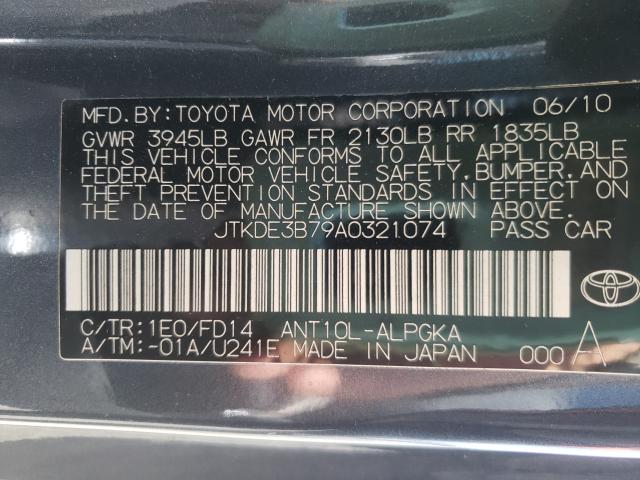 MFD.BY:TOYOTA MOTOR CORPORATION 06/10
GVWR 3945LB GAWR FR 2130LB RR 1835LB
THIS VEHICLE CONFORMS TO ALL APPLICABLE
FEDERAL MOTOR VEHICLE SAFETY,BUMPER,AND
THEFT PREVENTION STANDARDS IN EFFECT ON
THE DATE OF MANUFACTURE SHOWN ABOVE.
JTKDE3B79A0321074 PASS CAR
C/TR:1E0/FD14 ANT10L-ALPGKA
A/TM:-01A/U241E MADE IN JAPAN 000 A